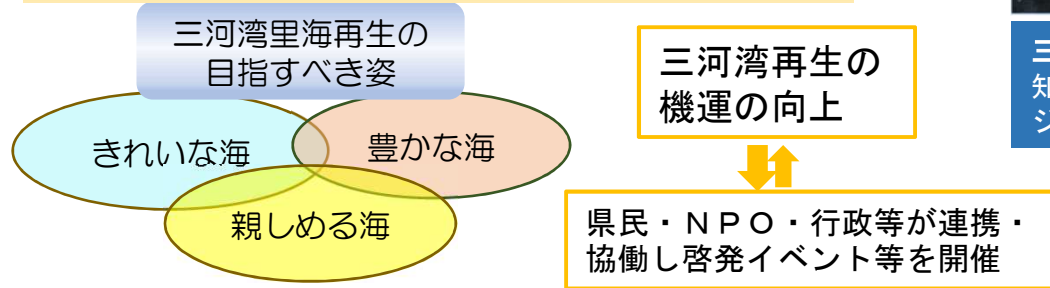 三河湾里海再生の
目指すべき姿
きれいな海
豊かな海
親しめる海
三河湾再生の
機運の向上
県民・ＮＰＯ・行政等が連携・
協働し啓発イベント等を開催
三
知
ジ